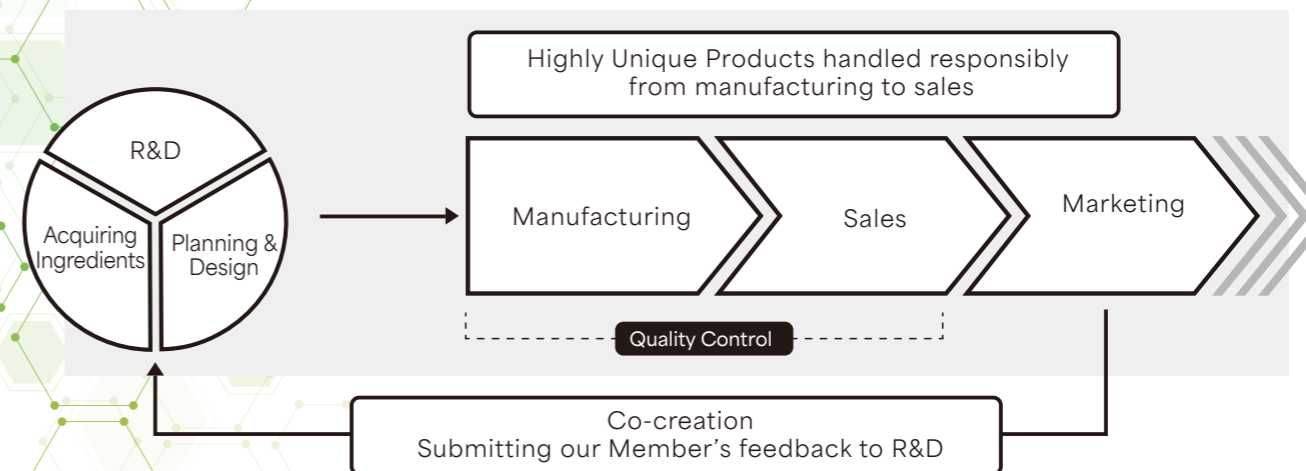 Highly Unique Products handled responsibly
from manufacturing to sales
R&D
Acquiring
Ingredients
Planning &
Design
Manufacturing
Sales
Marketing
Quality Control
Co-creation
Submitting our Member's feedback to R&D